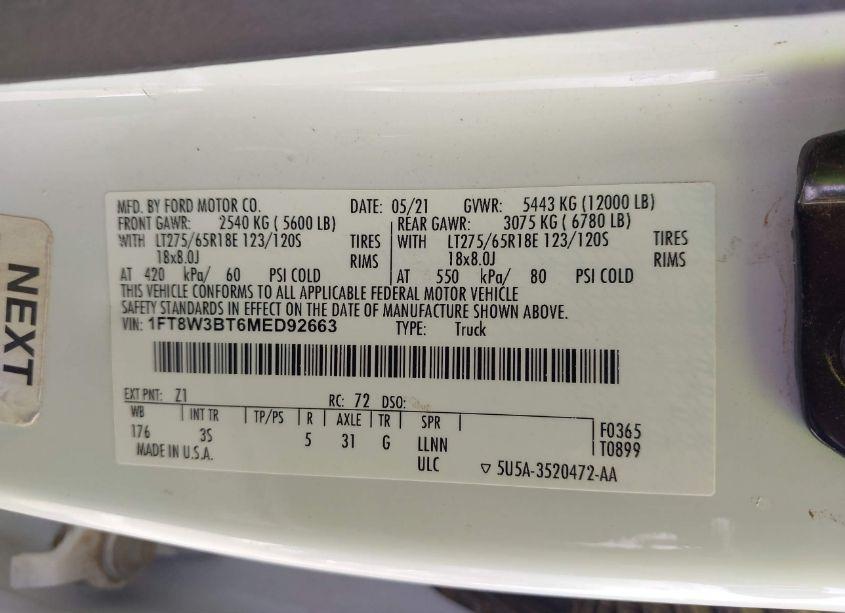 MFD. BY FORD MOTOR CO. DATE: 05/21 GVWR: 5443 KG (12000 LB)
FRONT GAWR: 2540 KG ( 5600 LB) REAR GAWR: 3075 KG ( 6780 LB)
WITH LT275/65R18E 123/120S TIRES WITH LT275/65R18E 123/120S TIRES
18x8.0J RIMS 18x8.0J RIMS
AT 420 kPa/ 60 PSI COLD AT 550 kPa/ 80 PSI COLD
THIS VEHICLE CONFORMS TO ALL APPLICABLE FEDERAL MOTOR VEHICLE
SAFETY STANDARDS IN EFFECT ON THE DATE OF MANUFACTURE SHOWN ABOVE.
VIN: 1FT8W3BT6MED92663 TYPE: Truck
EXT PNT: Z1 RC: 72 DSO:
WB INT TR TP/PS R AXLE TR SPR
176 3S 5 31 G LLNN F0365
MADE IN U.S.A. ULC T0899
5U5A-3520472-AA
NEXT